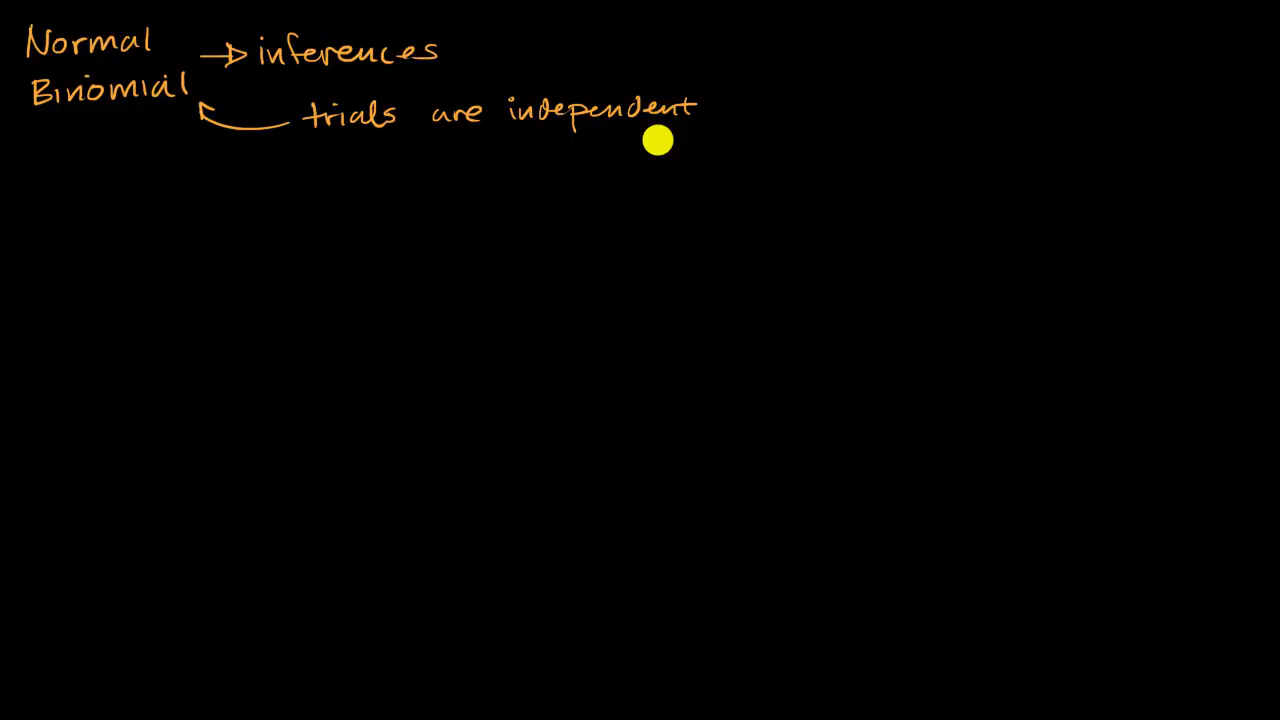 Normal → inferences
Binomial
trials are independent